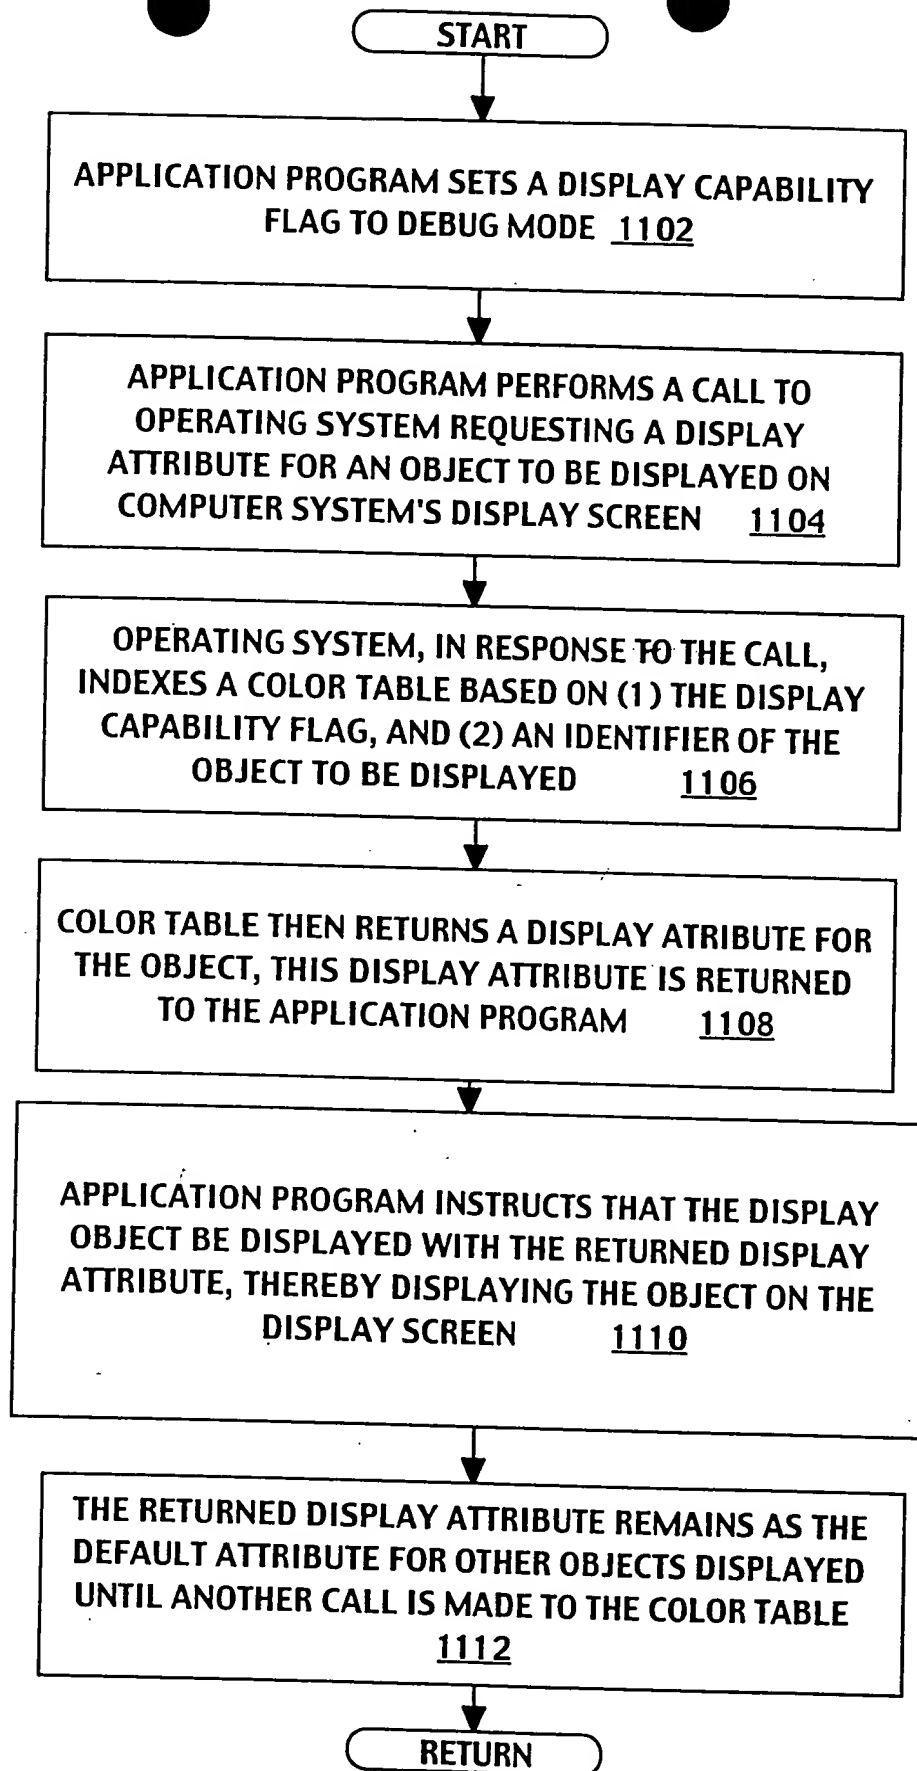 START
APPLICATION PROGRAM SETS A DISPLAY CAPABILITY
FLAG TO DEBUG MODE 1102
APPLICATION PROGRAM PERFORMS A CALL TO
OPERATING SYSTEM REQUESTING A DISPLAY
ATTRIBUTE FOR AN OBJECT TO BE DISPLAYED ON
COMPUTER SYSTEM'S DISPLAY SCREEN 1104
OPERATING SYSTEM, IN RESPONSE TO THE CALL,
INDEXES A COLOR TABLE BASED ON (1) THE DISPLAY
CAPABILITY FLAG, AND (2) AN IDENTIFIER OF THE
OBJECT TO BE DISPLAYED 1106
COLOR TABLE THEN RETURNS A DISPLAY ATRIBUTE FOR
THE OBJECT, THIS DISPLAY ATTRIBUTE IS RETURNED
TO THE APPLICATION PROGRAM 1108
APPLICATION PROGRAM INSTRUCTS THAT THE DISPLAY
OBJECT BE DISPLAYED WITH THE RETURNED DISPLAY
ATTRIBUTE, THEREBY DISPLAYING THE OBJECT ON THE
DISPLAY SCREEN 1110
THE RETURNED DISPLAY ATTRIBUTE REMAINS AS THE
DEFAULT ATTRIBUTE FOR OTHER OBJECTS DISPLAYED
UNTIL ANOTHER CALL IS MADE TO THE COLOR TABLE
1112
RETURN